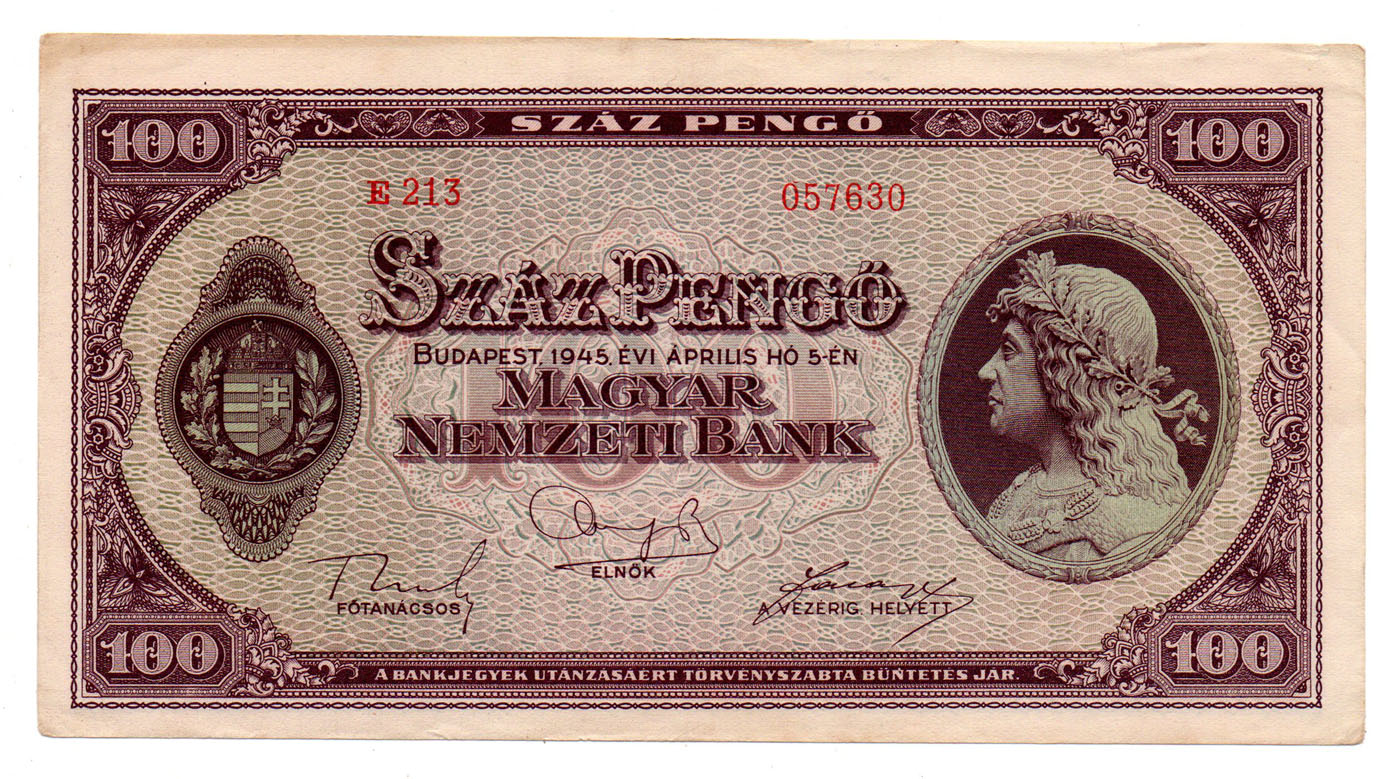 100 SZÁZ PENGŐ 100
E 213 057630
SZÁZ PENGŐ
BUDAPEST, 1945. ÉVI ÁPRILIS HÓ 5-ÉN
100
MAGYAR
NEMZETI BANK
ELNÖK
FŐTANÁCSOS A VEZÉRIG. HELYETT
100 A BANKJEGYEK UTÁNZÁSÁÉRT TÖRVÉNYSZABTA BÜNTETÉS JÁR. 100